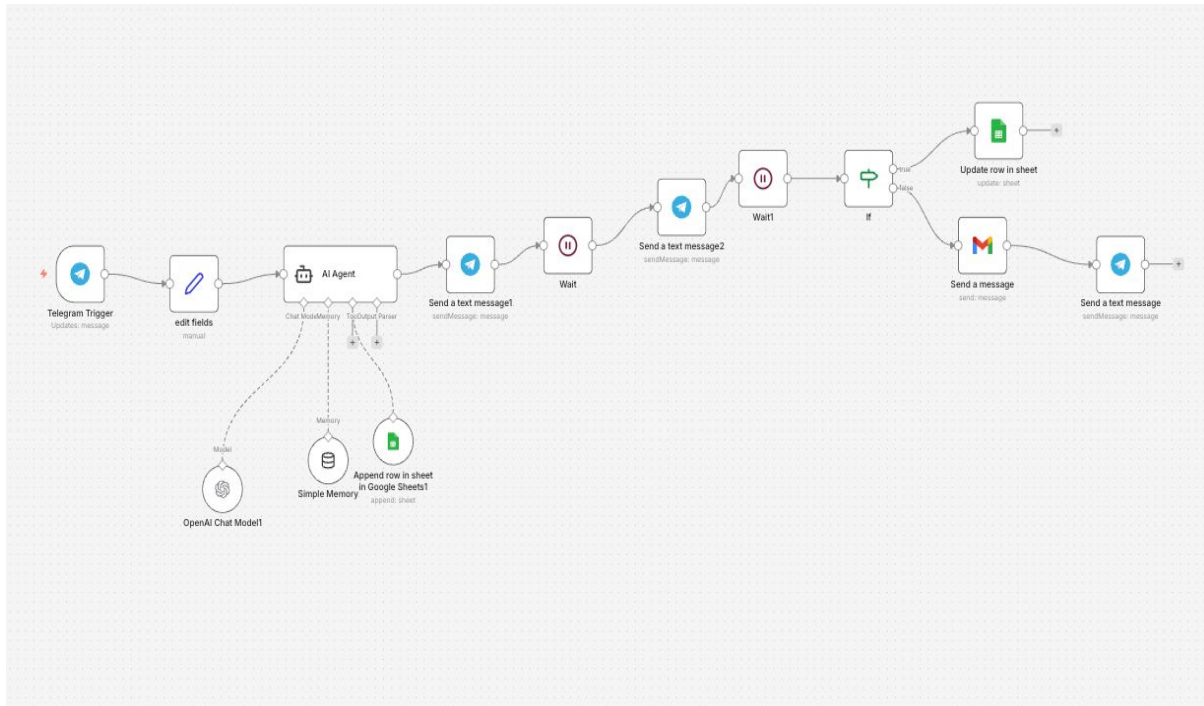 Telegram Trigger
Updates: message
edit fields
manual
AI Agent
Chat Model
Memory
Tool
Output Parser
+
+
Model
OpenAI Chat Model1
Memory
Simple Memory
Append row in sheet
in Google Sheets1
append: sheet
Send a text message1
sendMessage: message
Wait
Send a text message2
sendMessage: message
Wait1
If
true
false
Update row in sheet
update: sheet
+
Send a message
send: message
Send a text message
sendMessage: message
+